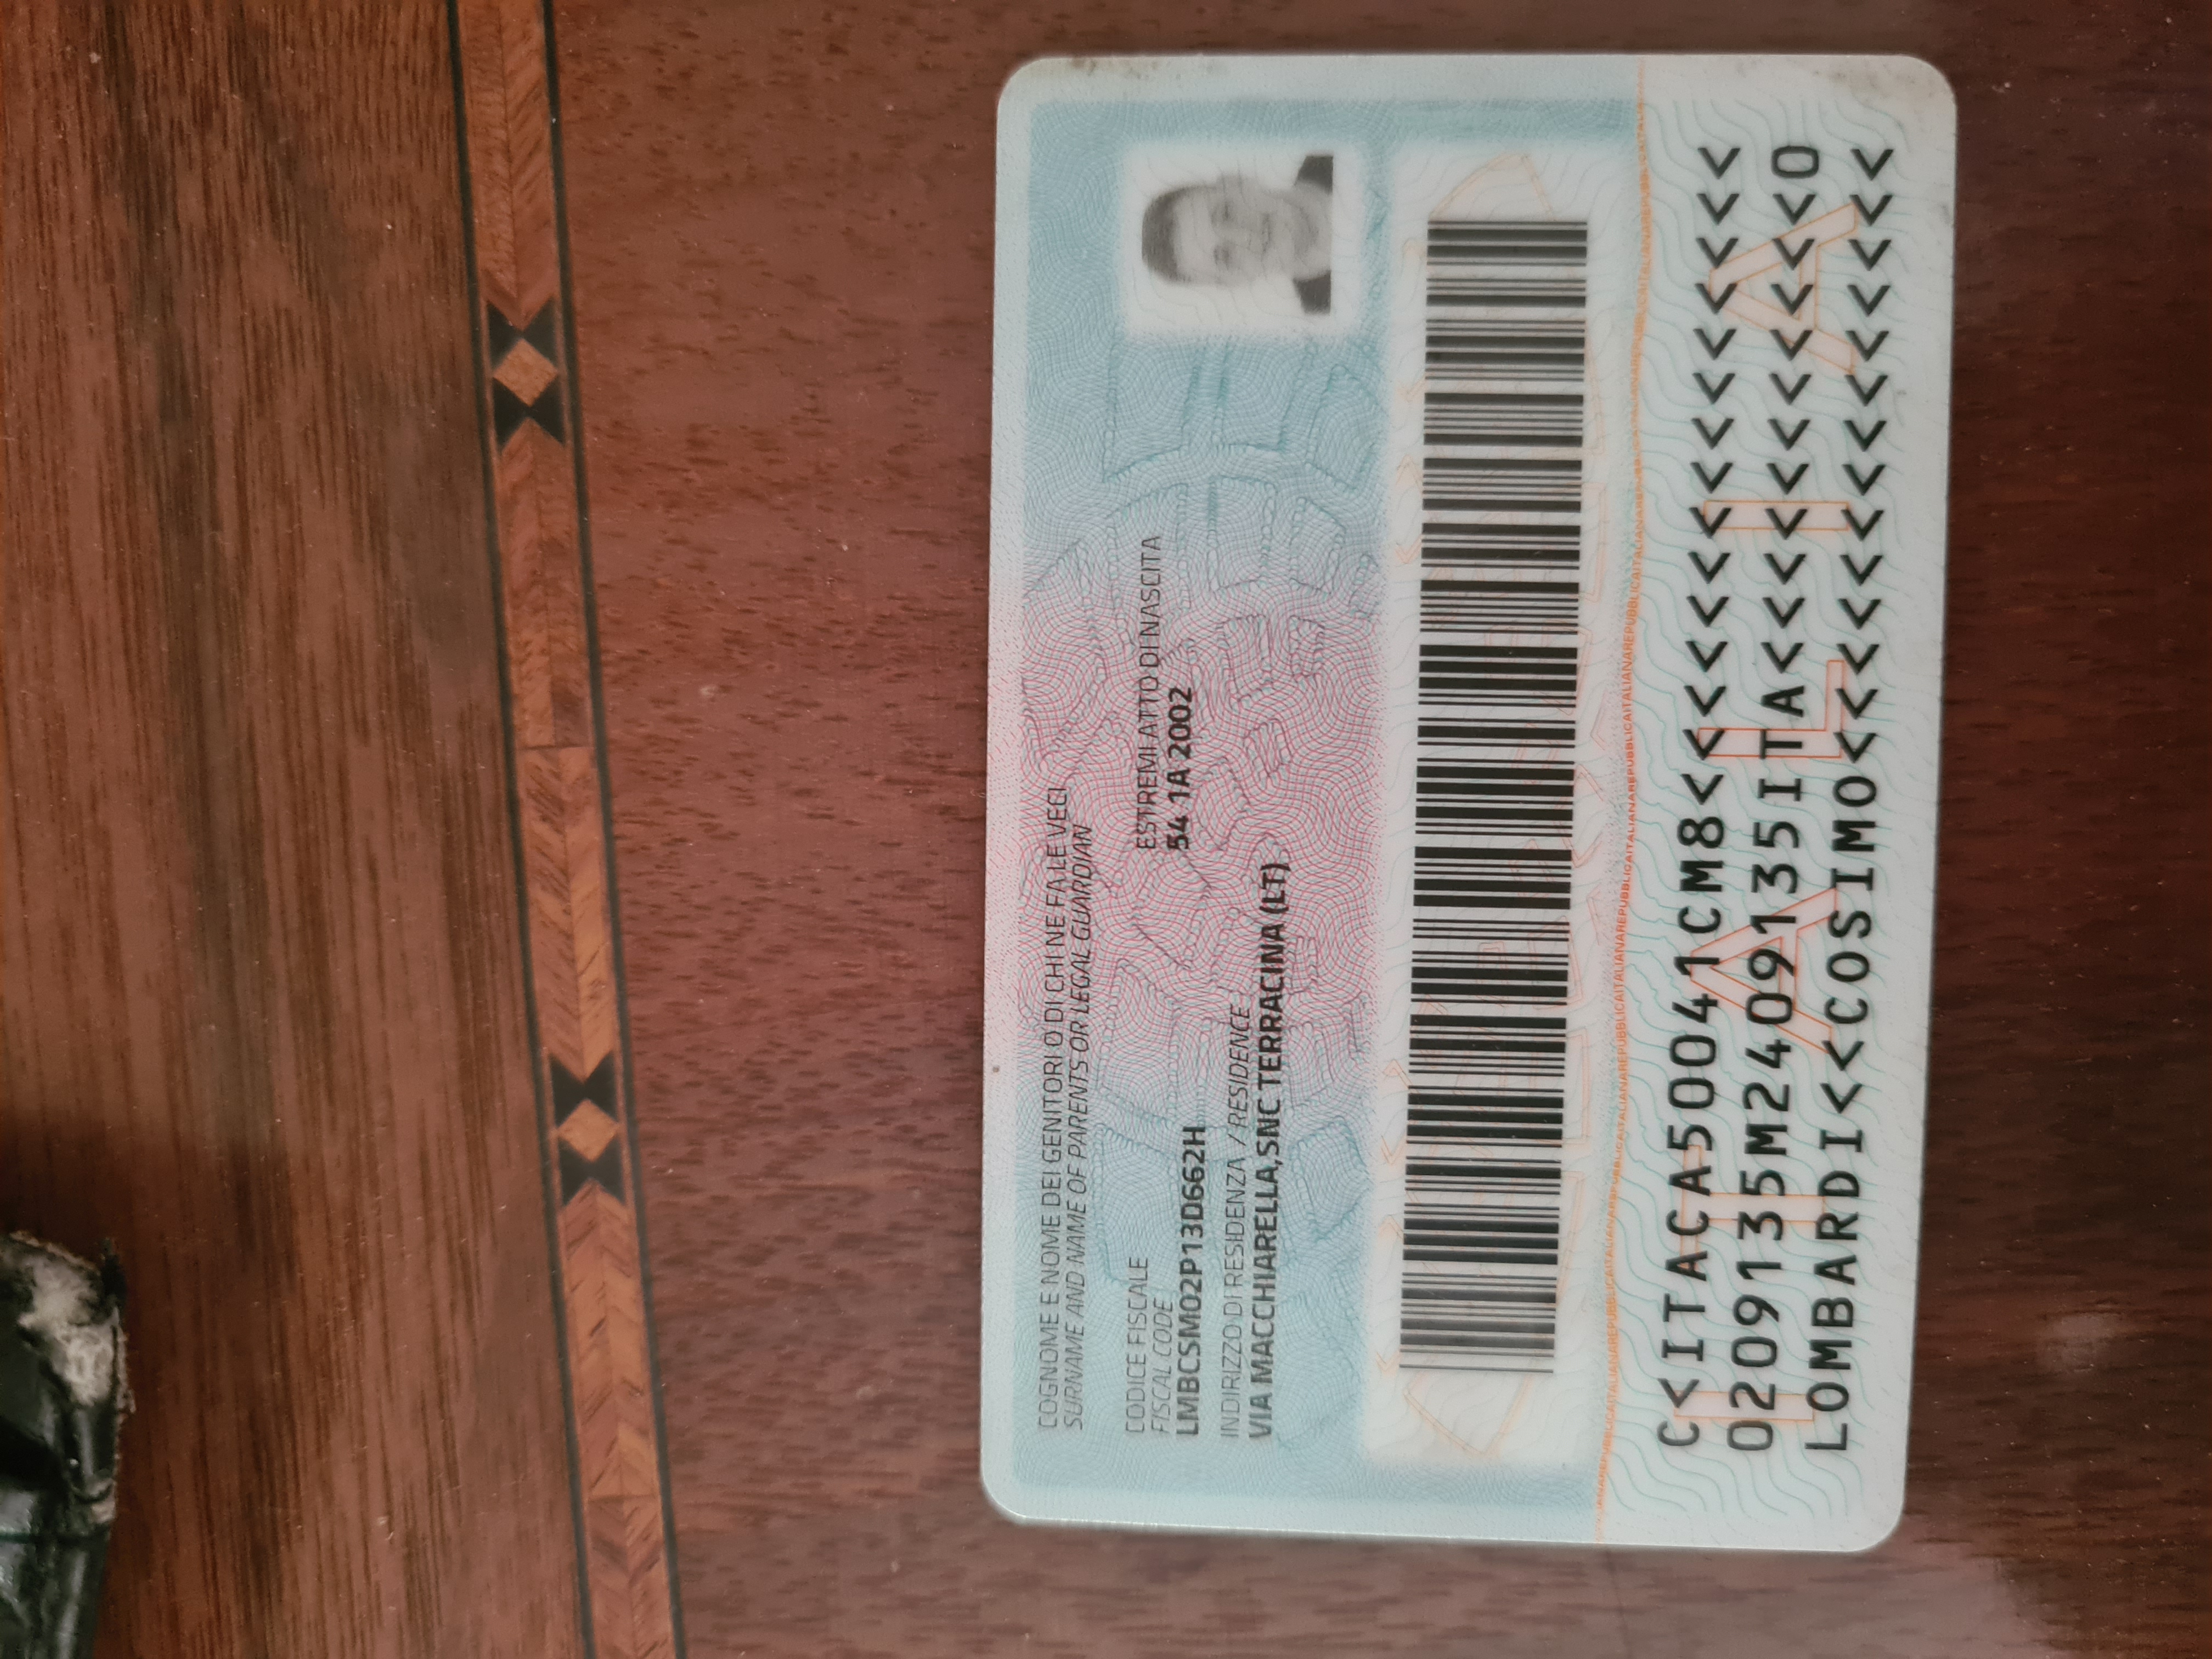 COGNOME E NOME DEI GENITORI O DI CHI NE FA LE VECI
SURNAME AND NAME OF PARENTS OR LEGAL GUARDIAN
CODICE FISCALE
FISCAL CODE
LMBCSM02P13D662H
ESTREMI ATTO DI NASCITA
54 1A 2002
INDIRIZZO DI RESIDENZA / RESIDENCE
VIA MACCHIARELLA,SNC TERRACINA (LT)
REPUBBLICAITALIANAREPUBBLICAITALIANAREPUBBLICAITALIANAREPUBBLICAITALIANAREPUBBLICAITALIANA
ITALIA
C<ITACA50041CM8<<<<<<<<<<<<<<<
0209135M2409135ITA<<<<<<<<<<<0
LOMBARDI<<COSIMO<<<<<<<<<<<<<<